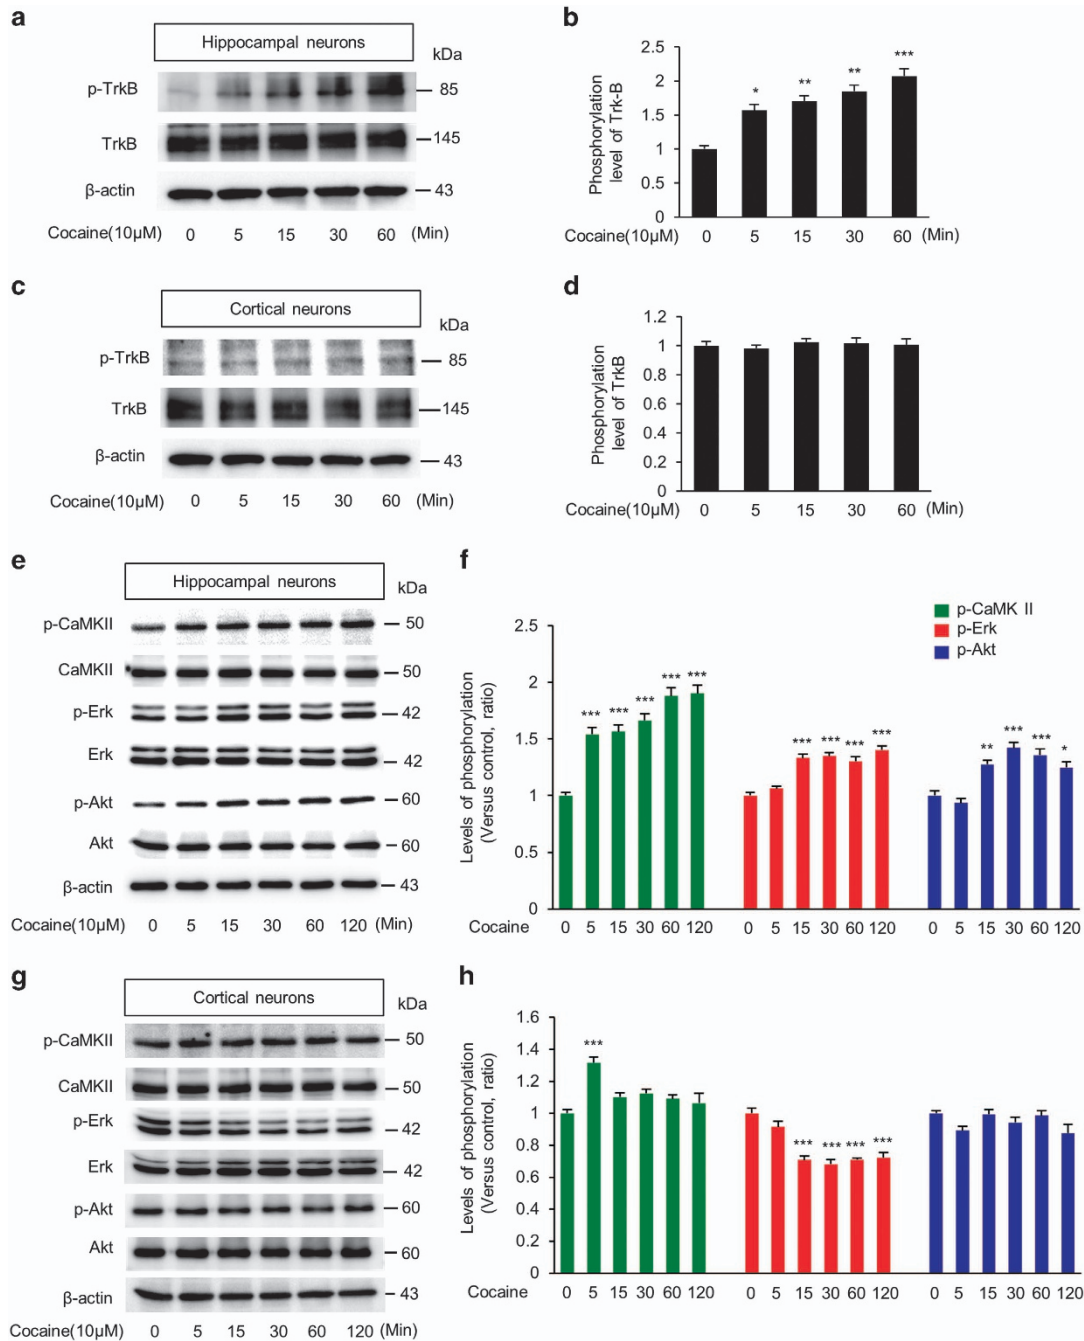 a
Hippocampal neurons
kDa
p-TrkB
85
TrkB
145
β-actin
43
Cocaine(10μM) 0 5 15 30 60 (Min)
b
Phosphorylation
level of Trk-B
2.5
2
1.5
1
0.5
0
* ** ** ***
Cocaine(10μM) 0 5 15 30 60 (Min)
c
Cortical neurons
kDa
p-TrkB
85
TrkB
145
β-actin
43
Cocaine(10μM) 0 5 15 30 60 (Min)
d
Phosphorylation
level of TrkB
1.2
1
0.8
0.6
0.4
0.2
0
Cocaine(10μM) 0 5 15 30 60 (Min)
e
Hippocampal neurons
kDa
p-CaMKII
50
CaMKII
50
p-Erk
42
Erk
42
p-Akt
60
Akt
60
β-actin
43
Cocaine(10μM) 0 5 15 30 60 120 (Min)
f
p-CaMK II
p-Erk
p-Akt
Levels of phosphorylation
(Versus control, ratio)
2.5
2
1.5
1
0.5
0
*** *** *** *** ***
*** *** *** ***
** *** *** *
Cocaine 0 5 15 30 60 120 0 5 15 30 60 120 0 5 15 30 60 120
g
Cortical neurons
kDa
p-CaMKII
50
CaMKII
50
p-Erk
42
Erk
42
p-Akt
60
Akt
60
β-actin
43
Cocaine(10μM) 0 5 15 30 60 120 (Min)
h
Levels of phosphorylation
(Versus control, ratio)
1.6
1.4
1.2
1
0.8
0.6
0.4
0.2
0
***
*** *** *** ***
Cocaine 0 5 15 30 60 120 0 5 15 30 60 120 0 5 15 30 60 120